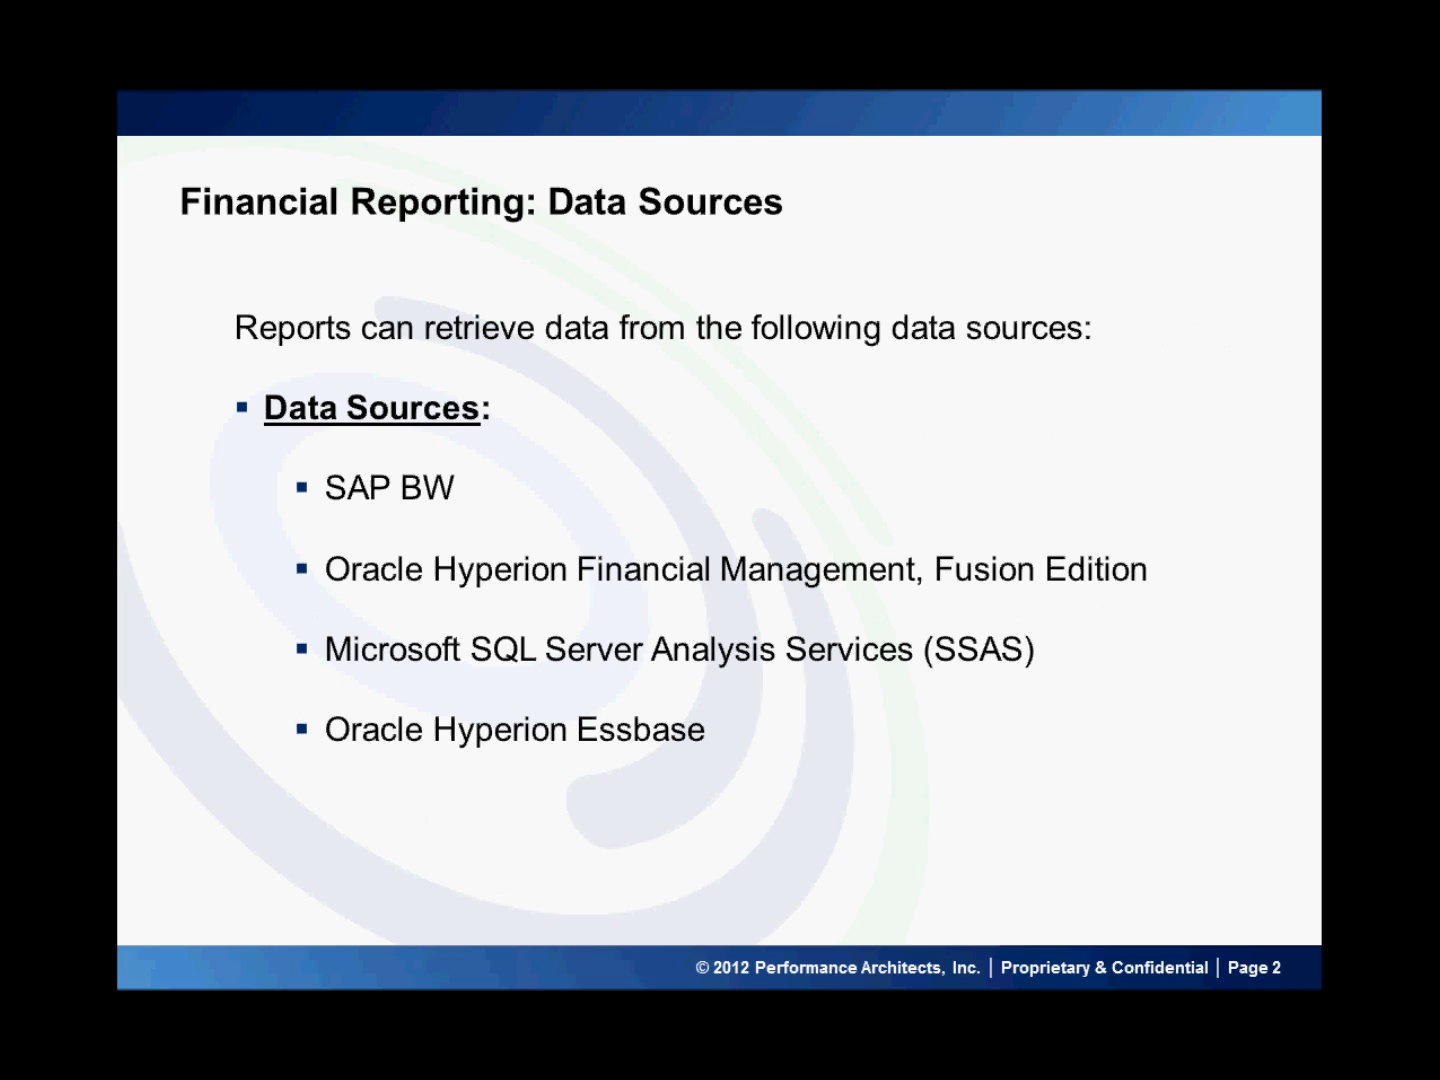 Financial Reporting: Data Sources
Reports can retrieve data from the following data sources:
▪ Data Sources:
▪ SAP BW
▪ Oracle Hyperion Financial Management, Fusion Edition
▪ Microsoft SQL Server Analysis Services (SSAS)
▪ Oracle Hyperion Essbase
© 2012 Performance Architects, Inc. | Proprietary & Confidential | Page 2